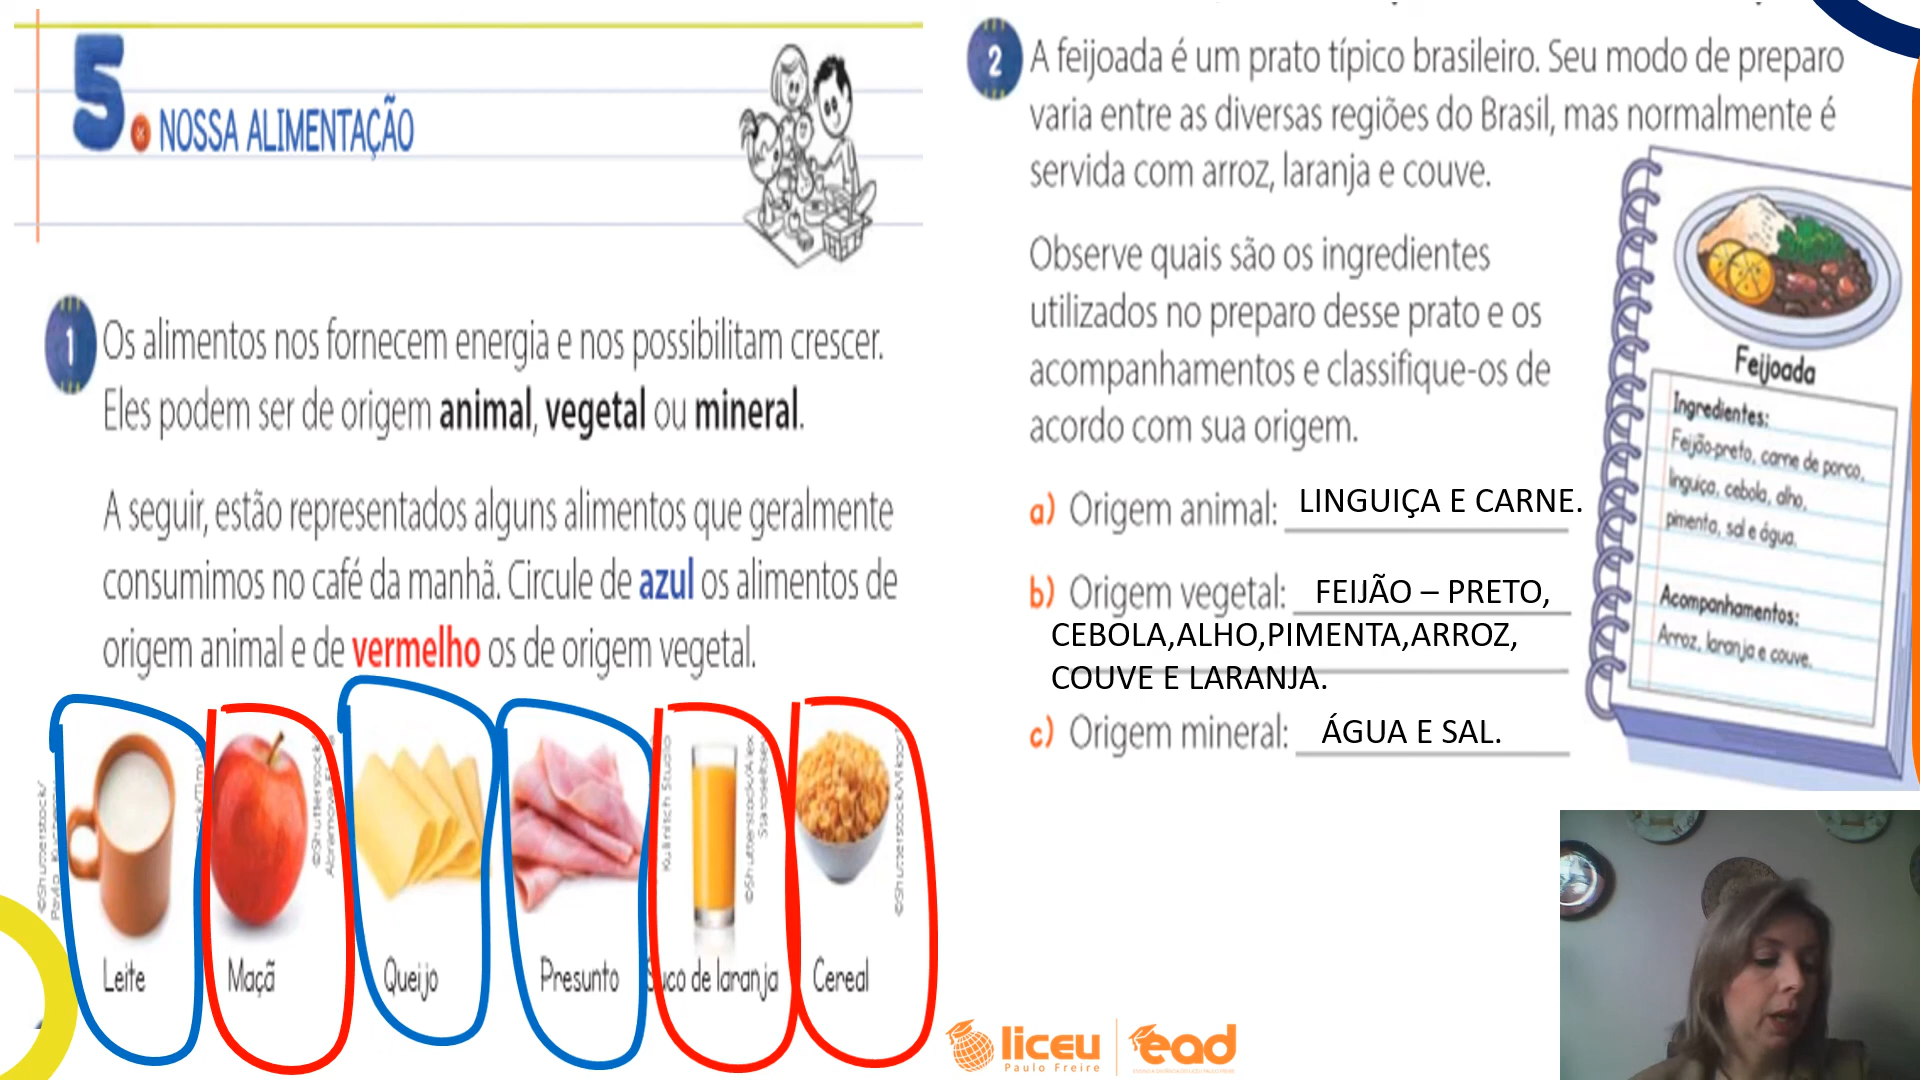 5. NOSSA ALIMENTAÇÃO
1 Os alimentos nos fornecem energia e nos possibilitam crescer.
Eles podem ser de origem animal, vegetal ou mineral.
A seguir, estão representados alguns alimentos que geralmente
consumimos no café da manhã. Circule de azul os alimentos de
origem animal e de vermelho os de origem vegetal.
Leite
Maçã
Queijo
Presunto
Suco de laranja
Cereal
2 A feijoada é um prato típico brasileiro. Seu modo de preparo
varia entre as diversas regiões do Brasil, mas normalmente é
servida com arroz, laranja e couve.
Observe quais são os ingredientes
utilizados no preparo desse prato e os
acompanhamentos e classifique-os de
acordo com sua origem.
a) Origem animal: LINGUIÇA E CARNE.
b) Origem vegetal: FEIJÃO – PRETO,
CEBOLA,ALHO,PIMENTA,ARROZ,
COUVE E LARANJA.
c) Origem mineral: ÁGUA E SAL.
Feijoada
Ingredientes:
Feijão-preto, carne de porco,
linguiça, cebola, alho,
pimenta, sal e água.
Acompanhamentos:
Arroz, laranja e couve.
liceu
Paulo Freire
ead